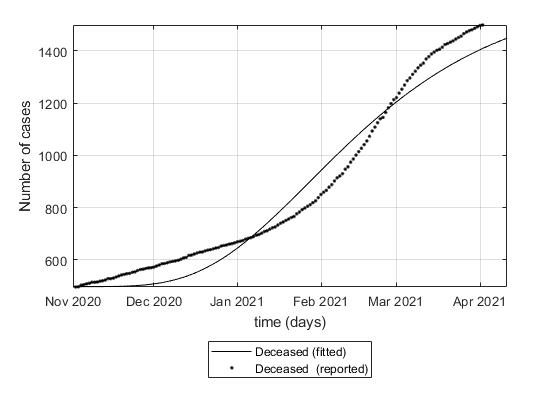 1400
1200
1000
800
600
Number of cases
Nov 2020 Dec 2020 Jan 2021 Feb 2021 Mar 2021 Apr 2021
time (days)
Deceased (fitted)
Deceased (reported)